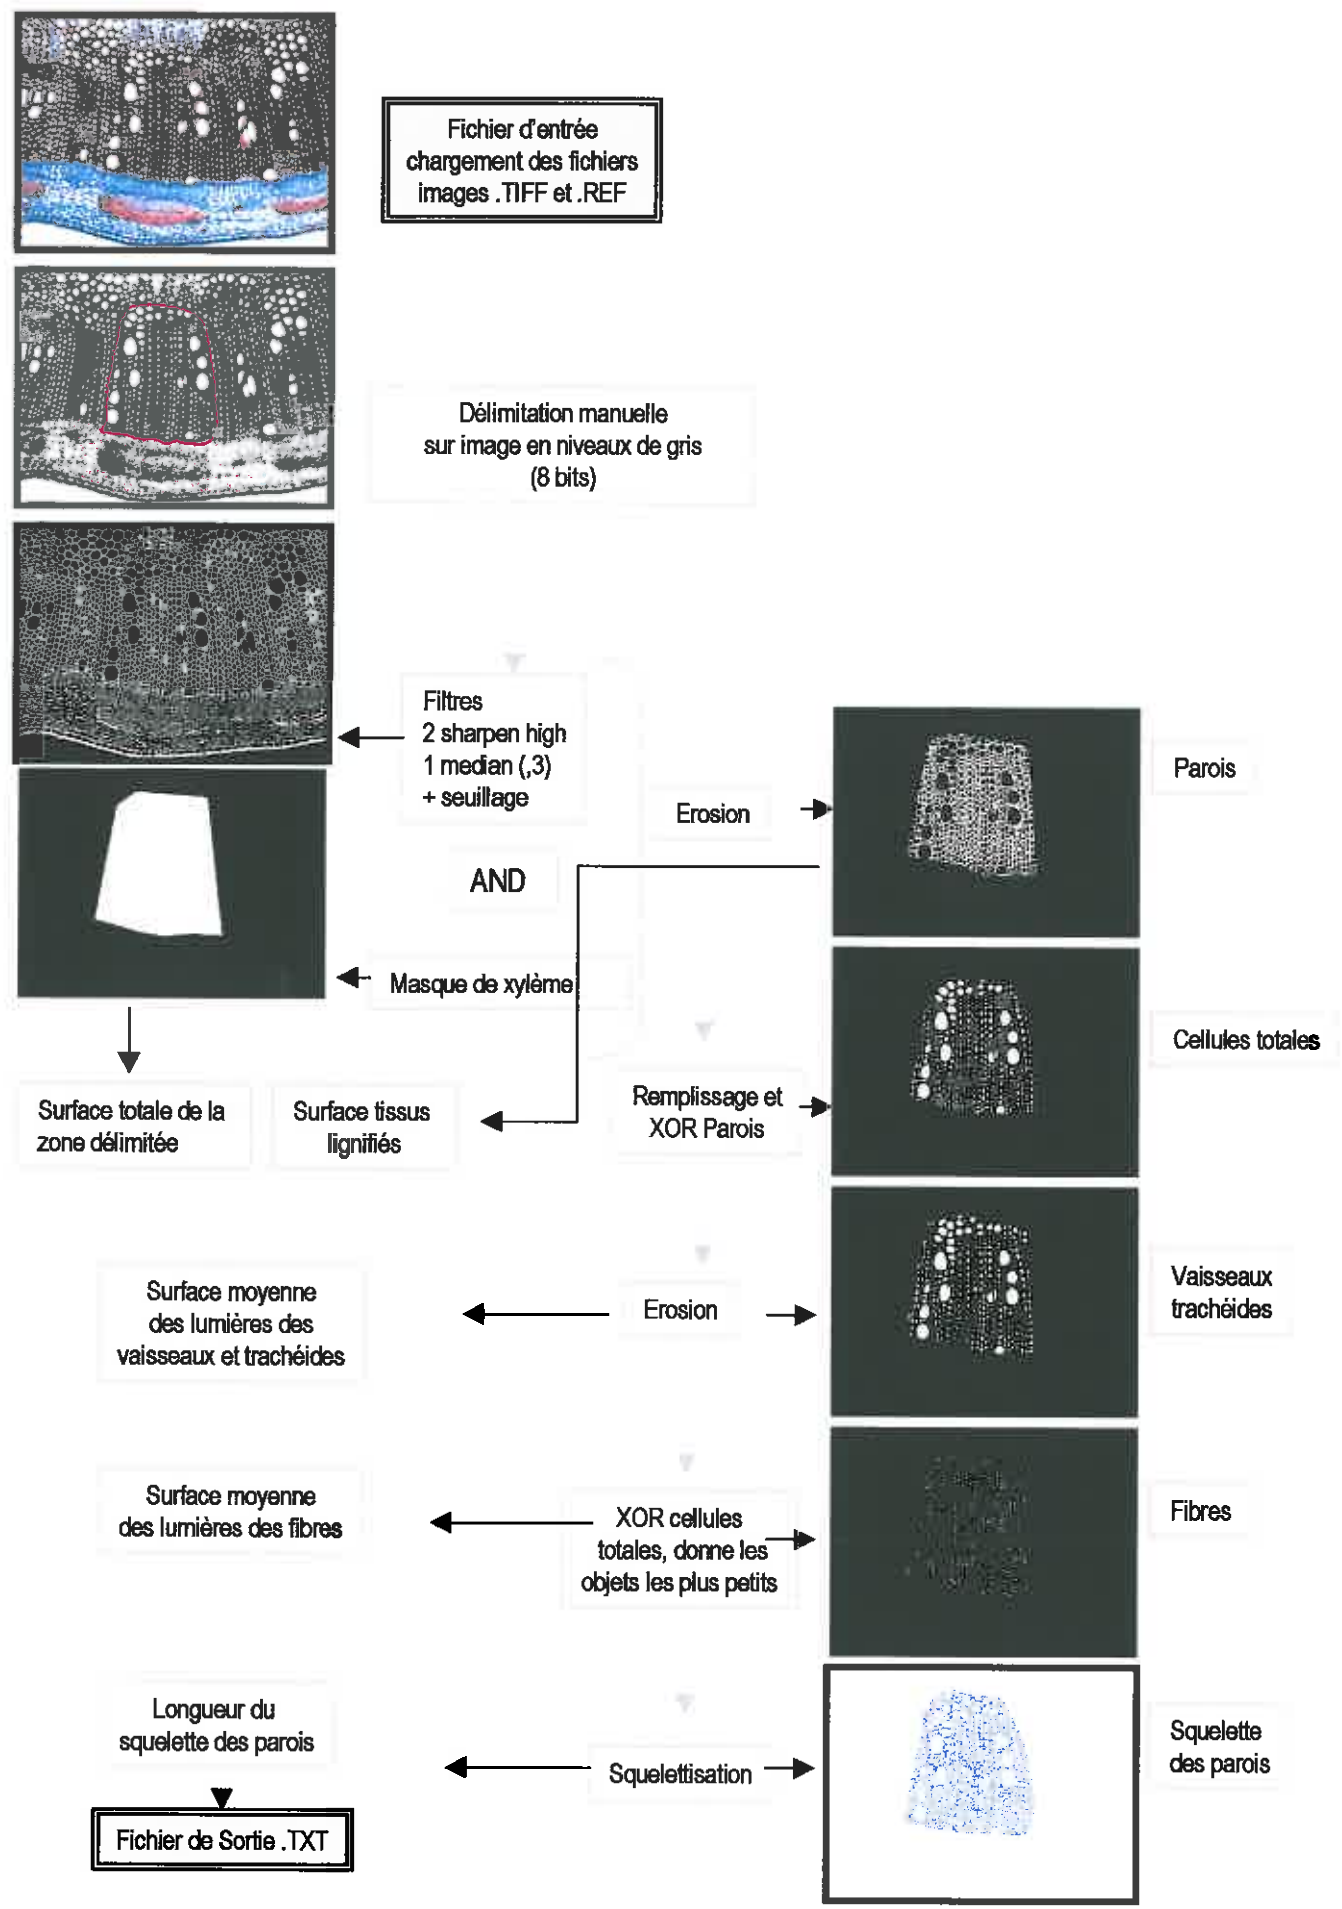 Fichier d'entrée
chargement des fichiers
images .TIFF et .REF
Délimitation manuelle
sur image en niveaux de gris
(8 bits)
Filtres
2 sharpen high
1 median (,3)
+ seuillage
Erosion
Parois
AND
Masque de xylème
Cellules totales
Surface totale de la
zone délimitée
Surface tissus
lignifiés
Remplissage et
XOR Parois
Surface moyenne
des lumières des
vaisseaux et trachéides
Erosion
Vaisseaux
trachéides
Surface moyenne
des lumières des fibres
XOR cellules
totales, donne les
objets les plus petits
Fibres
Longueur du
squelette des parois
Squelettisation
Squelette
des parois
Fichier de Sortie .TXT